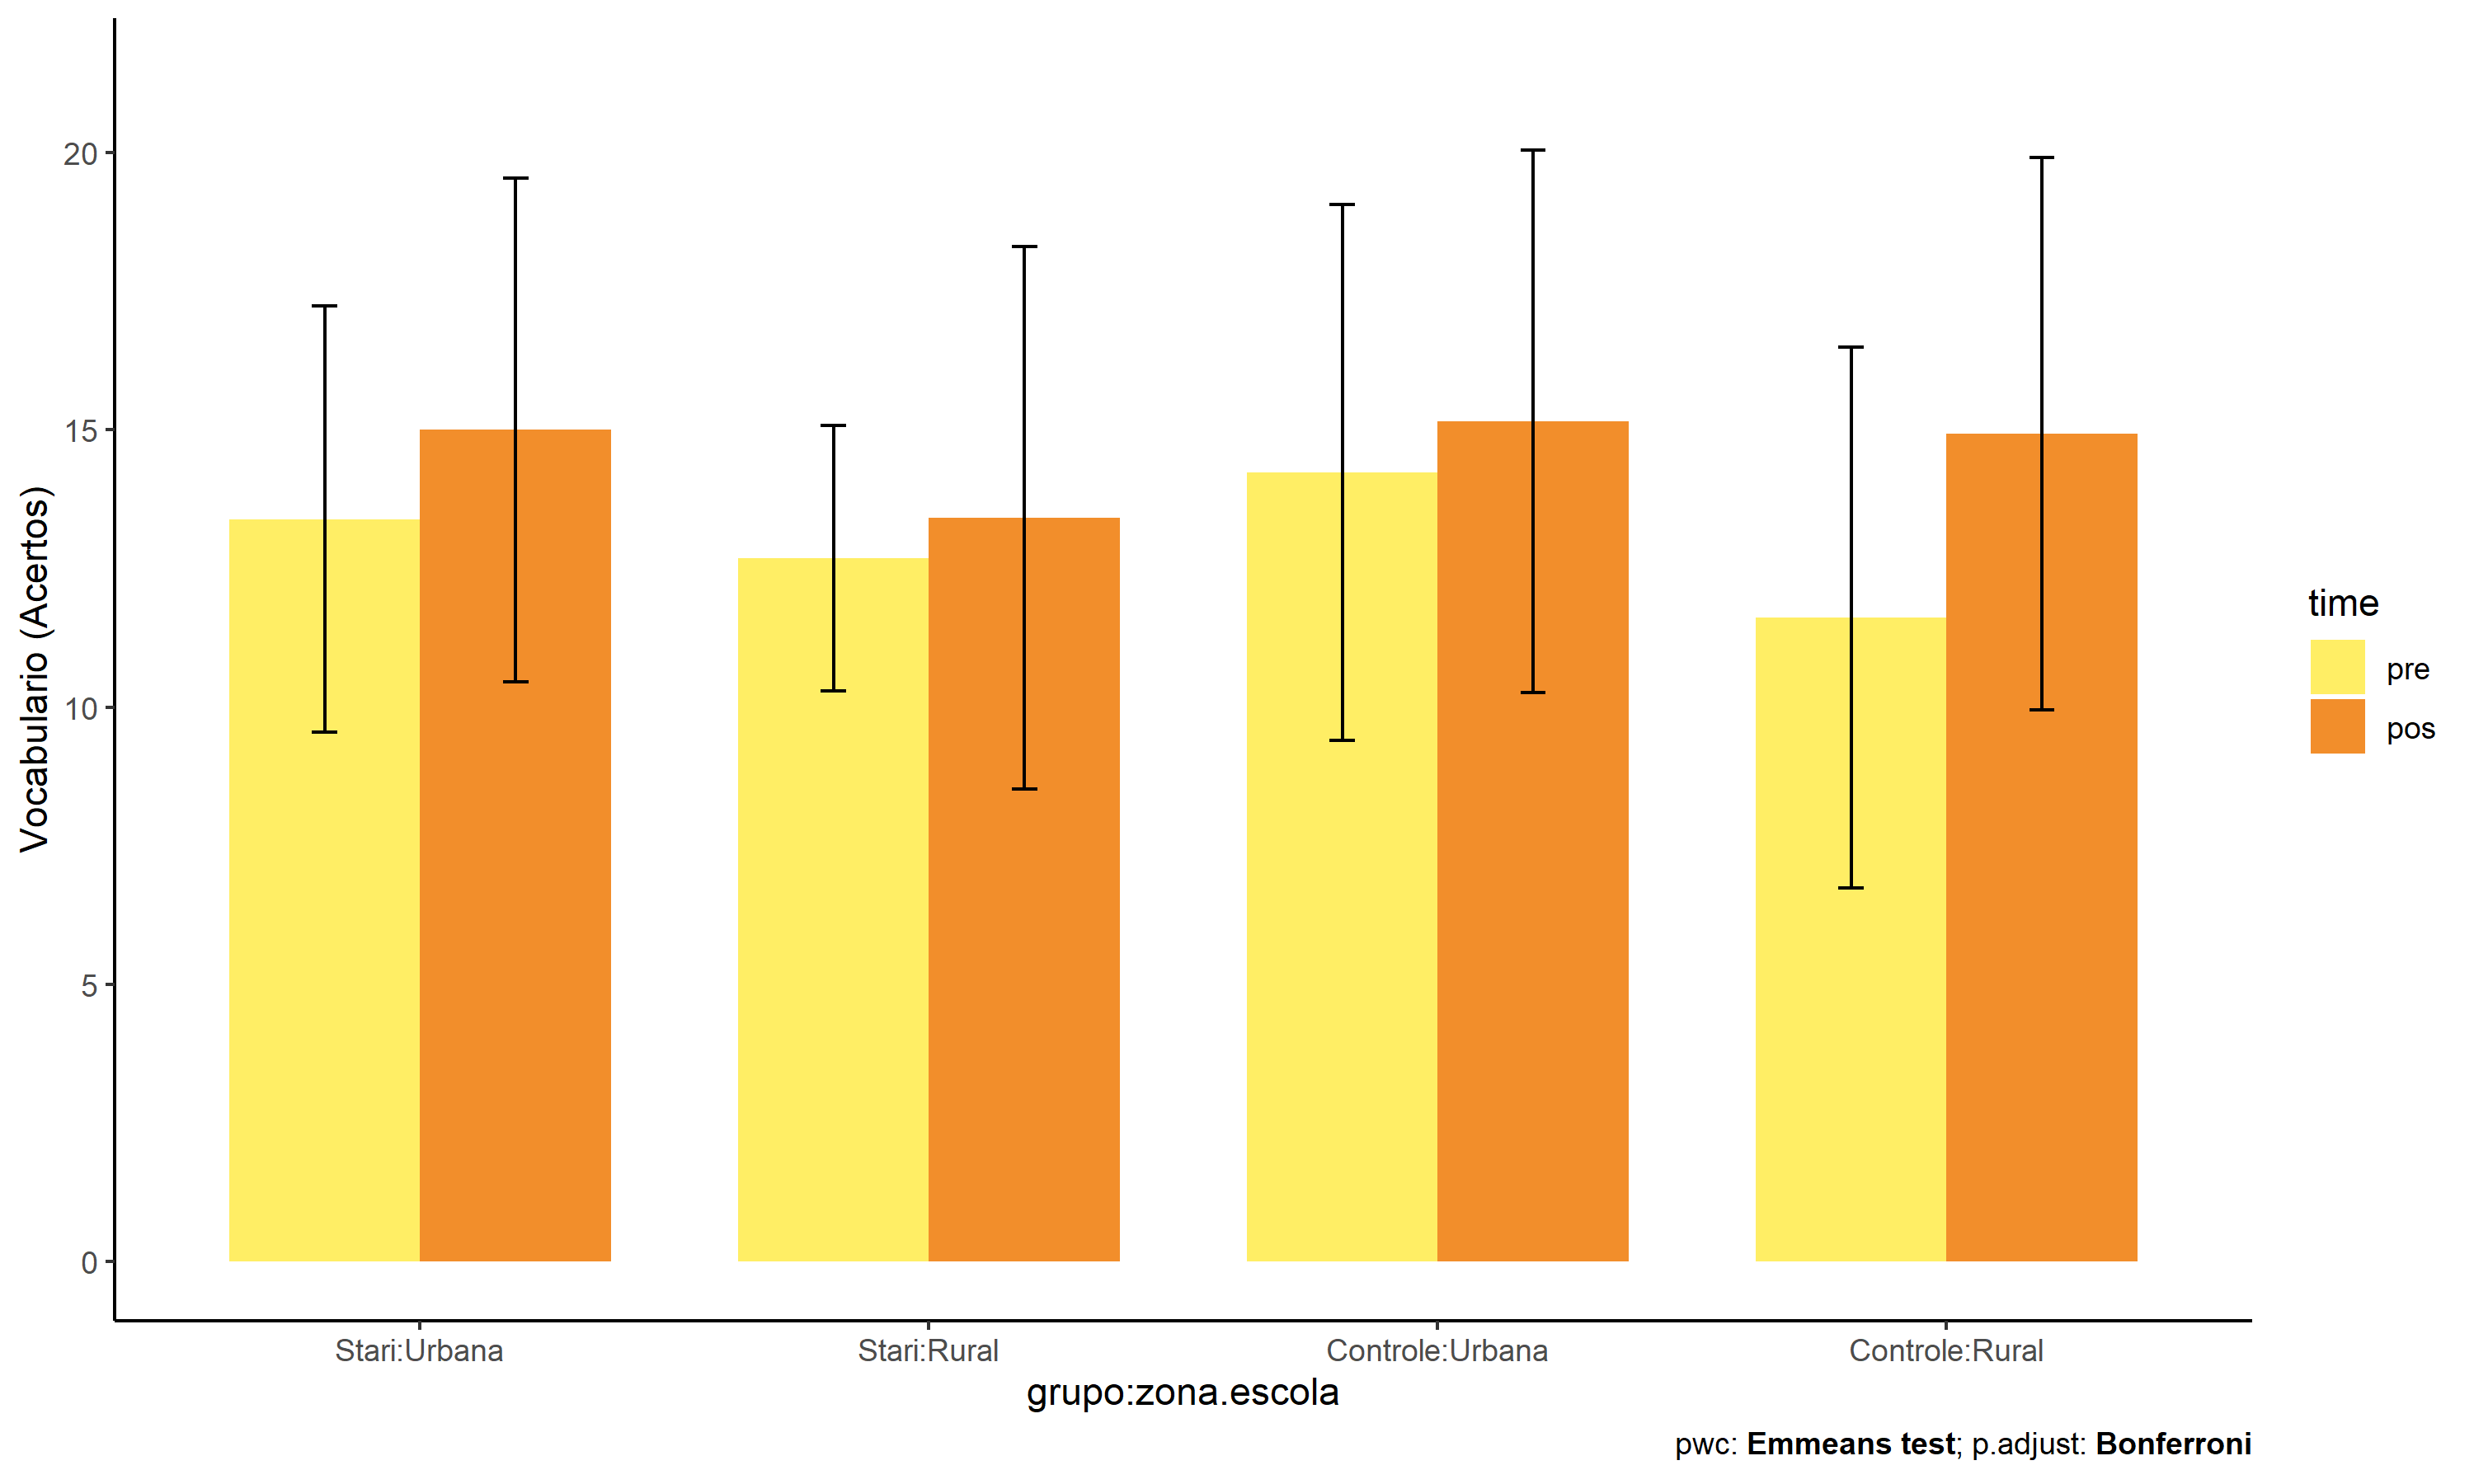 Vocabulario (Acertos)
20
15
10
5
0
Stari:Urbana
Stari:Rural
Controle:Urbana
Controle:Rural
grupo:zona.escola
time
pre
pos
pwc: Emmeans test; p.adjust: Bonferroni